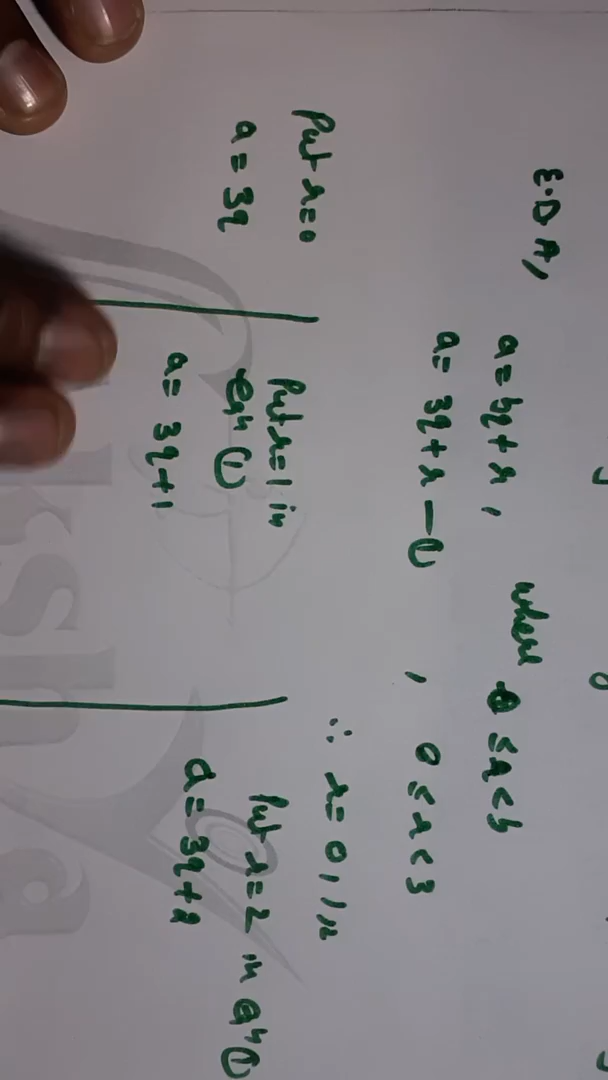 E.D A, a = bq + r, where 0 ≤ r < b
a = 3q + r — ① , 0 ≤ r < 3
∴ r = 0, 1, 2
Put r = 0
a = 3q
Put r = 1 in
eqⁿ ①
a = 3q + 1
Put r = 2 in eqⁿ ①
a = 3q + 2